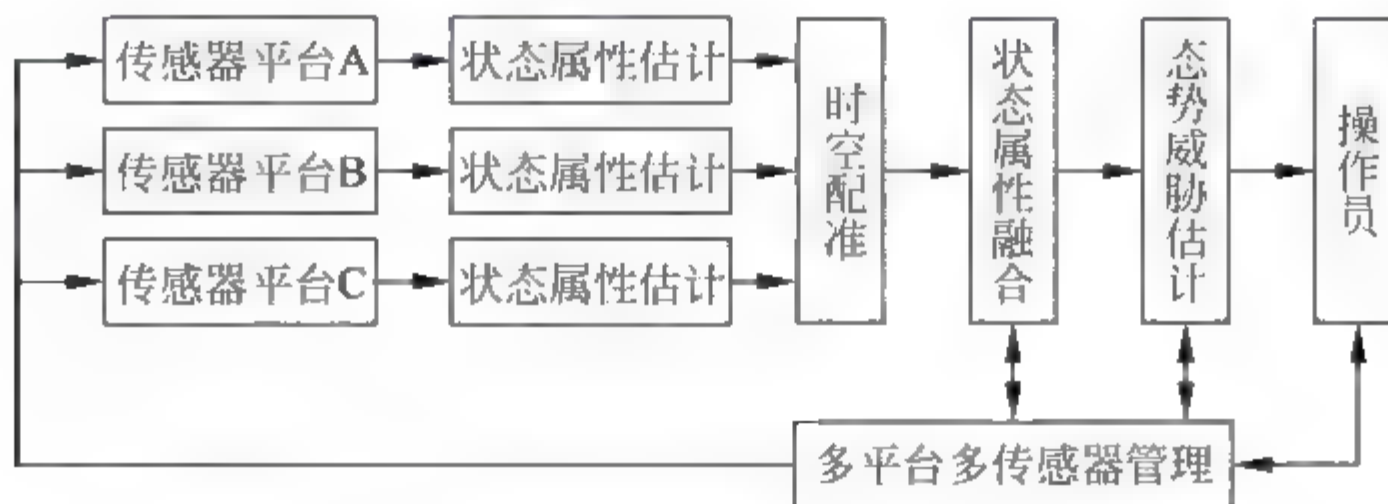 传感器平台A
状态属性估计
传感器平台B
状态属性估计
传感器平台C
状态属性估计
时空配准
状态属性融合
态势威胁估计
操作员
多平台多传感器管理